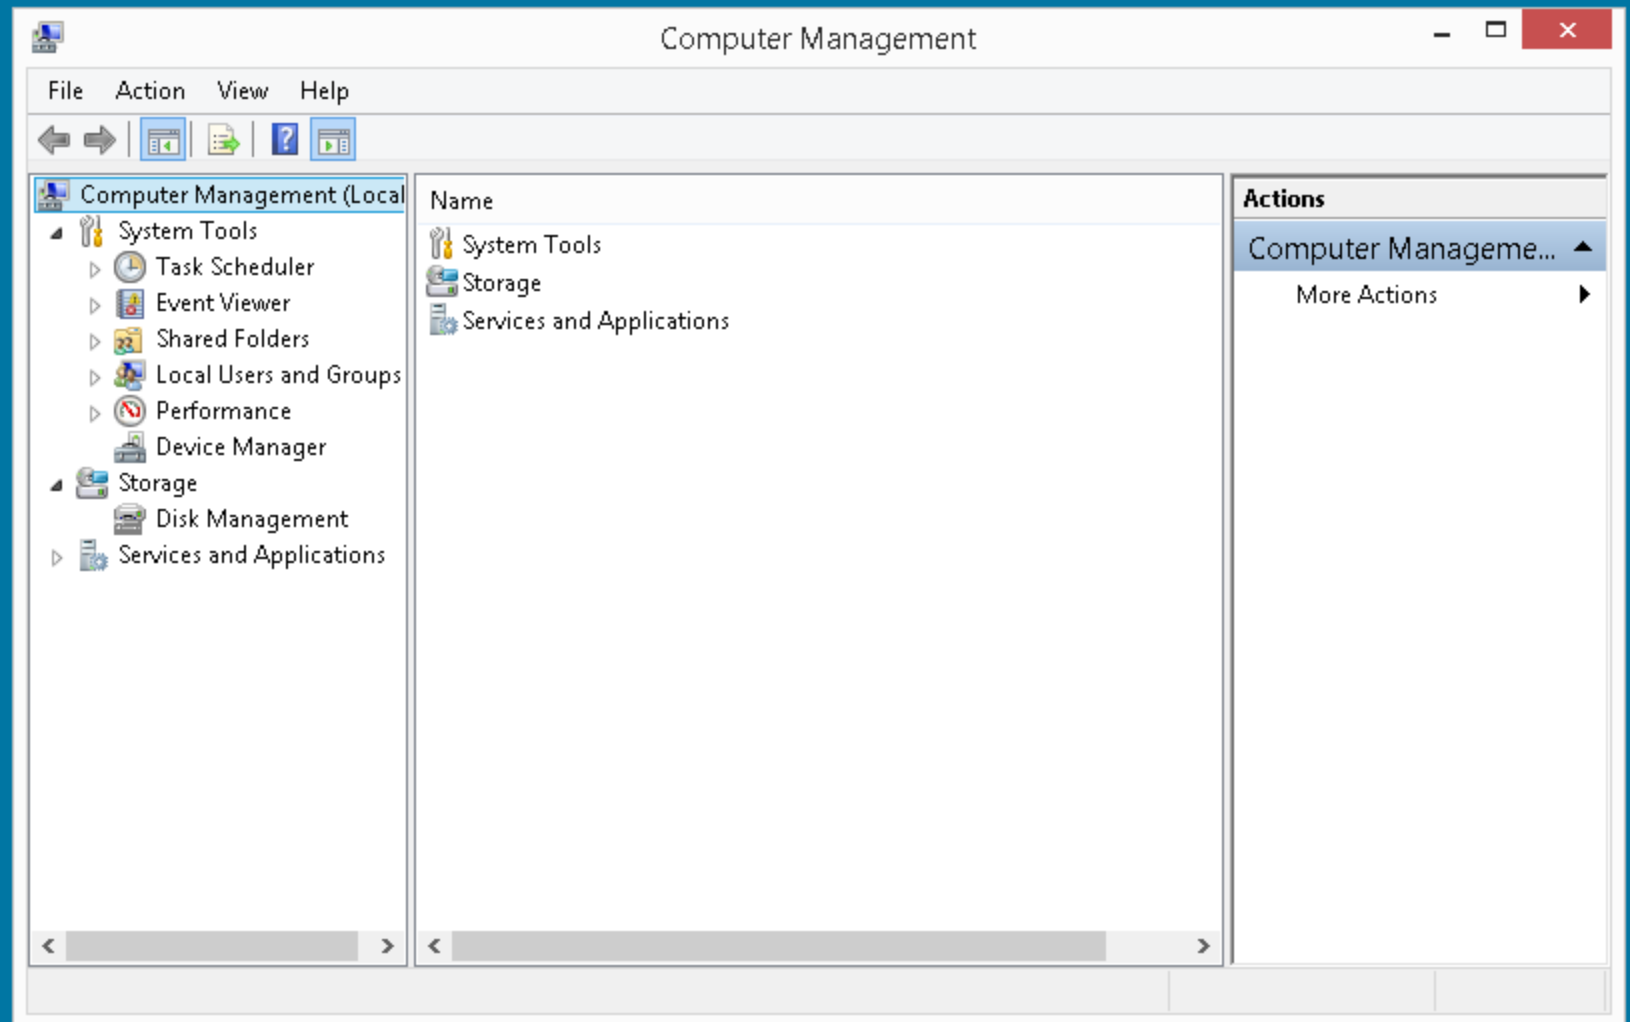 Computer Management
File Action View Help
Computer Management (Local
System Tools
Task Scheduler
Event Viewer
Shared Folders
Local Users and Groups
Performance
Device Manager
Storage
Disk Management
Services and Applications
Name
System Tools
Storage
Services and Applications
Actions
Computer Manageme...
More Actions